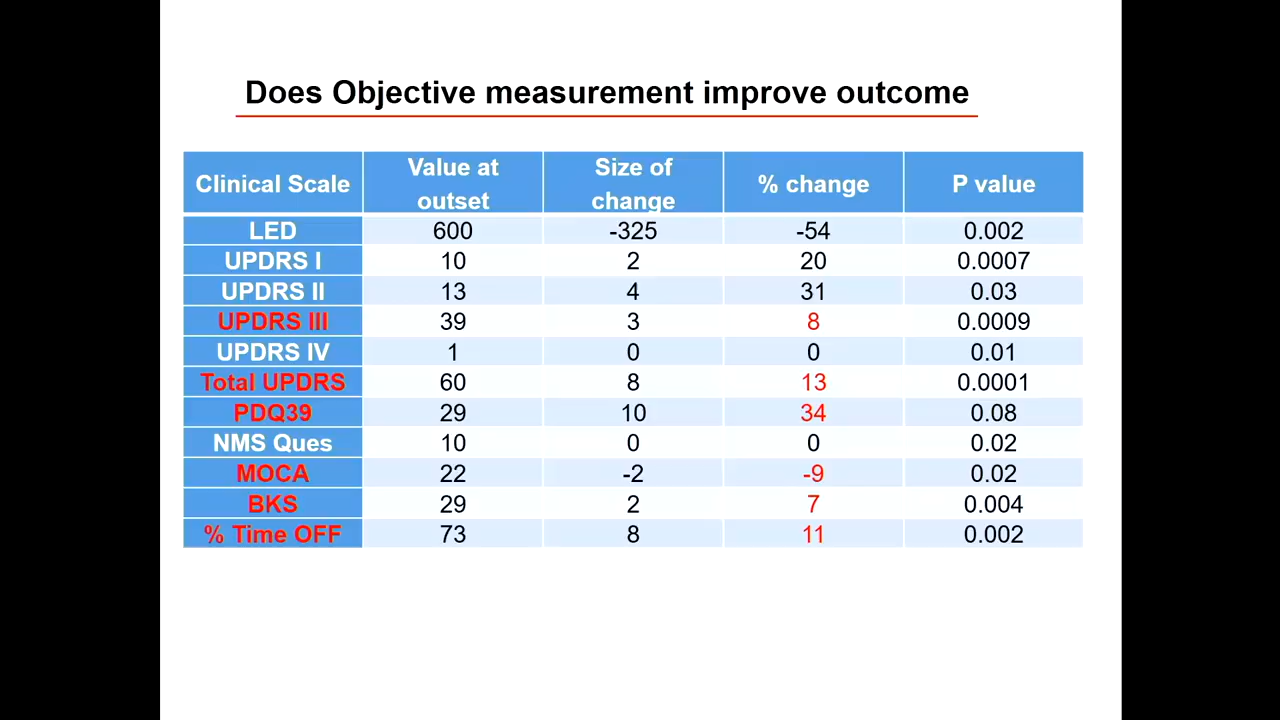 Does Objective measurement improve outcome
Clinical Scale Value at outset Size of change % change P value
LED 600 -325 -54 0.002
UPDRS I 10 2 20 0.0007
UPDRS II 13 4 31 0.03
UPDRS III 39 3 8 0.0009
UPDRS IV 1 0 0 0.01
Total UPDRS 60 8 13 0.0001
PDQ39 29 10 34 0.08
NMS Ques 10 0 0 0.02
MOCA 22 -2 -9 0.02
BKS 29 2 7 0.004
% Time OFF 73 8 11 0.002